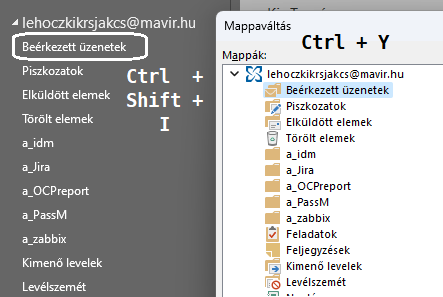 lehoczkikrsjakcs@mavir.hu
Beérkezett üzenetek
Piszkozatok
Elküldött elemek
Törölt elemek
a_idm
a_Jira
a_OCPreport
a_PassM
a_zabbix
Kimenő levelek
Levélszemét
Ctrl +
Shift +
I
Mappaváltás
Ctrl + Y
Mappák:
lehoczkikrsjakcs@mavir.hu
Beérkezett üzenetek
Piszkozatok
Elküldött elemek
Törölt elemek
a_idm
a_Jira
a_OCPreport
a_PassM
a_zabbix
Feladatok
Feljegyzések
Kimenő levelek
Levélszemét